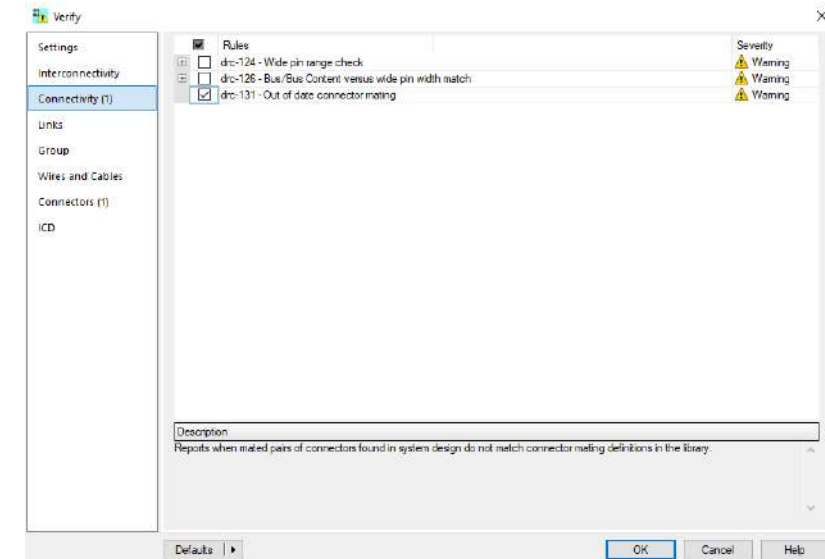 Verify
Settings
Interconnectivity
Connectivity (1)
Links
Group
Wires and Cables
Connectors (1)
ICD
Rules Severity
drc-124 - Wide pin range check Warning
drc-126 - Bus/Bus Content versus wide pin width match Warning
drc-131 - Out of date connector mating Warning
Description
Reports when mated pairs of connectors found in system design do not match connector mating definitions in the library.
Defaults OK Cancel Help